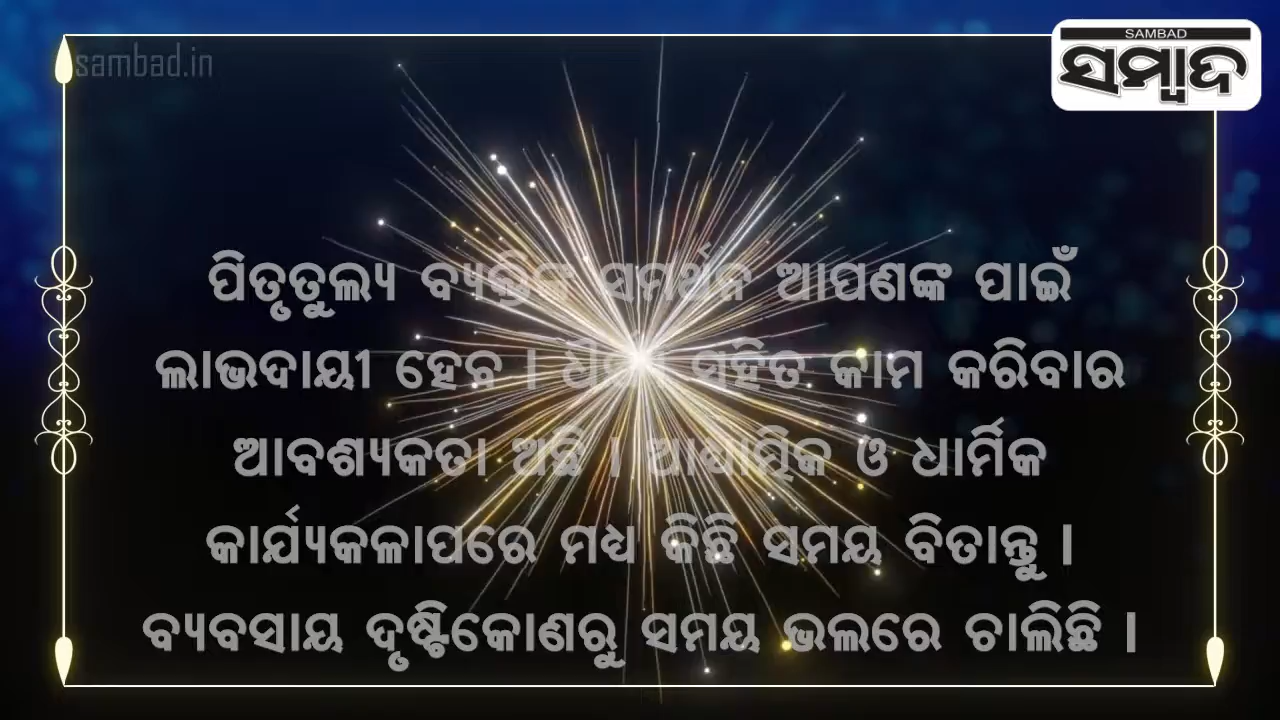 sambad.in
SAMBAD
ସମ୍ବାଦ
ପିତୃତୁଲ୍ୟ ବ୍ୟକ୍ତିଙ୍କ ସମର୍ଥନ ଆପଣଙ୍କ ପାଇଁ
ଲାଭଦାୟୀ ହେବ । ଧୈର୍ଯ୍ୟ ସହିତ କାମ କରିବାର
ଆବଶ୍ୟକତା ଅଛି । ଆଧ୍ୟାତ୍ମିକ ଓ ଧାର୍ମିକ
କାର୍ଯ୍ୟକଳାପରେ ମଧ୍ୟ କିଛି ସମୟ ବିତାନ୍ତୁ ।
ବ୍ୟବସାୟ ଦୃଷ୍ଟିକୋଣରୁ ସମୟ ଭଲରେ ଚାଲିଛି ।